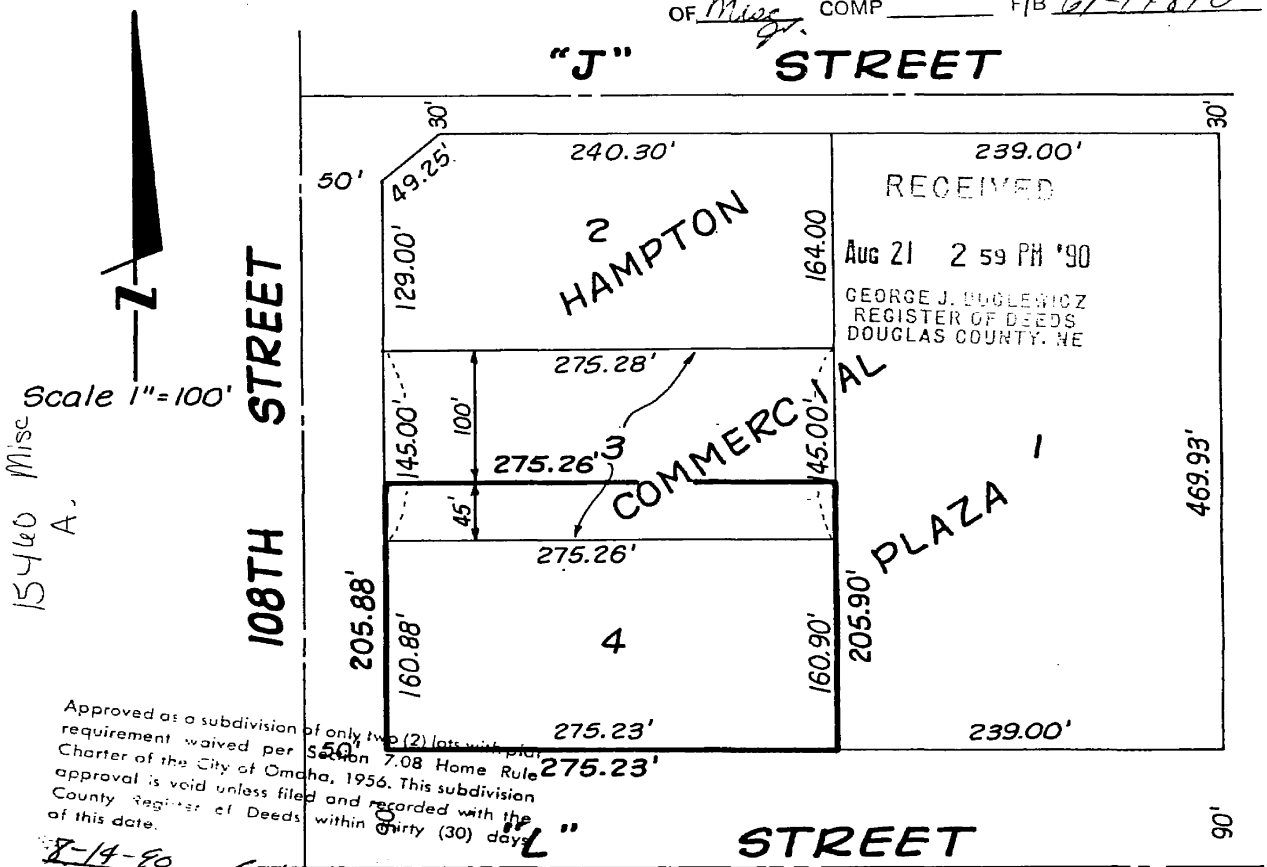 OF Misc COMP F/B
"J" STREET
30'
30'
240.30'
239.00'
50'
49.25'
RECEIVED
2
HAMPTON
129.00'
164.00
Aug 21 2 59 PM '90
GEORGE J. BUGLEWICZ
REGISTER OF DEEDS
DOUGLAS COUNTY, NE
108TH STREET
N
Scale 1"=100'
275.28'
145.00'
100'
3
145.00'
COMMERCIAL
1
469.93'
275.26'
15460 Misc
A.
45'
275.26'
PLAZA
205.88'
160.88'
4
160.90'
205.90'
275.23'
239.00'
50'
275.23'
Approved as a subdivision of only two (2) lots with plat
requirement waived per Section 7.08 Home Rule
Charter of the City of Omaha, 1956. This subdivision
approval is void unless filed and recorded with the
County Register of Deeds within thirty (30) days
of this date.
90'
"L" STREET
90'
8-14-90